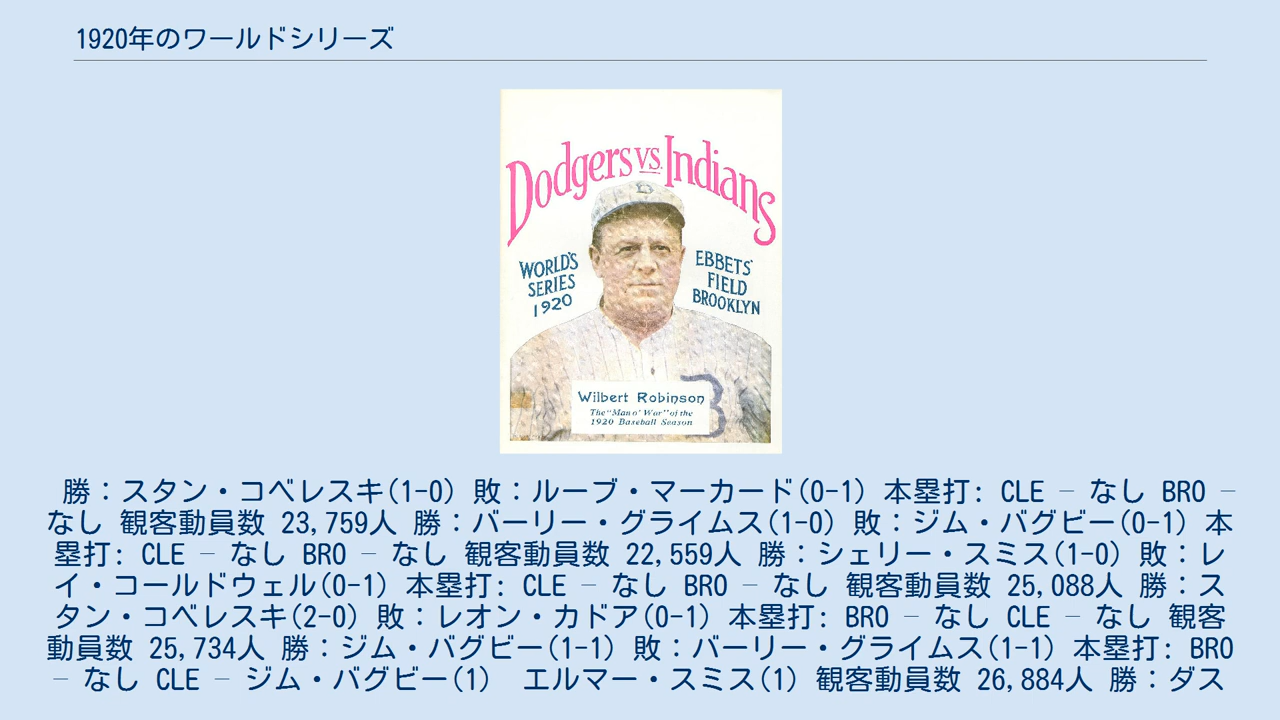 1920年のワールドシリーズ
Dodgers vs. Indians
WORLD'S
SERIES
1920
EBBETS'
FIELD
BROOKLYN
Wilbert Robinson
The "Man o' War" of the
1920 Baseball Season
勝：スタン・コベレスキ(1-0) 敗：ルーブ・マーカード(0-1) 本塁打: CLE – なし BRO –
なし 観客動員数 23,759人 勝：バーリー・グライムス(1-0) 敗：ジム・バグビー(0-1) 本
塁打: CLE – なし BRO – なし 観客動員数 22,559人 勝：シェリー・スミス(1-0) 敗：レ
イ・コールドウェル(0-1) 本塁打: CLE – なし BRO – なし 観客動員数 25,088人 勝：ス
タン・コベレスキ(2-0) 敗：レオン・カドア(0-1) 本塁打: BRO – なし CLE – なし 観客
動員数 25,734人 勝：ジム・バグビー(1-1) 敗：バーリー・グライムス(1-1) 本塁打: BRO
– なし CLE – ジム・バグビー(1)　エルマー・スミス(1) 観客動員数 26,884人 勝：ダス